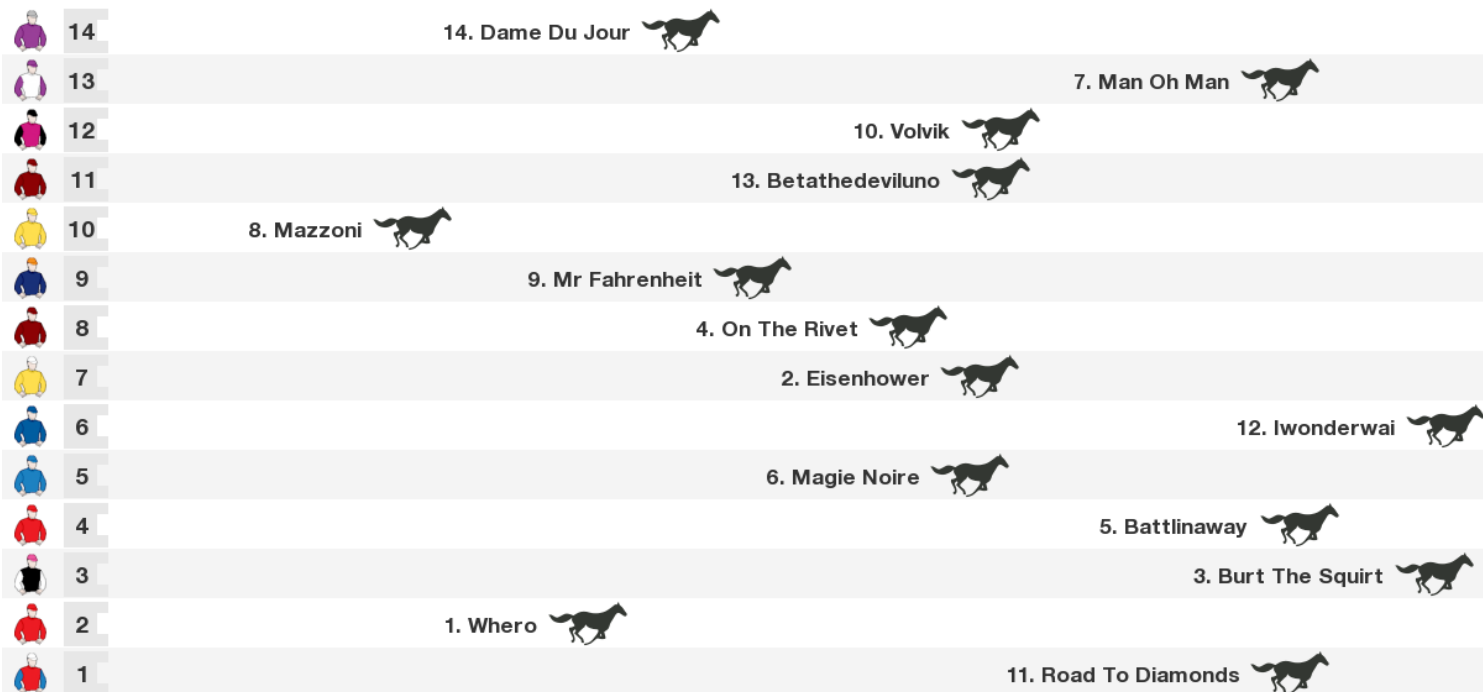 14 14. Dame Du Jour
13 7. Man Oh Man
12 10. Volvik
11 13. Betathedeviluno
10 8. Mazzoni
9 9. Mr Fahrenheit
8 4. On The Rivet
7 2. Eisenhower
6 12. Iwonderwai
5 6. Magie Noire
4 5. Battlinaway
3 3. Burt The Squirt
2 1. Whero
1 11. Road To Diamonds